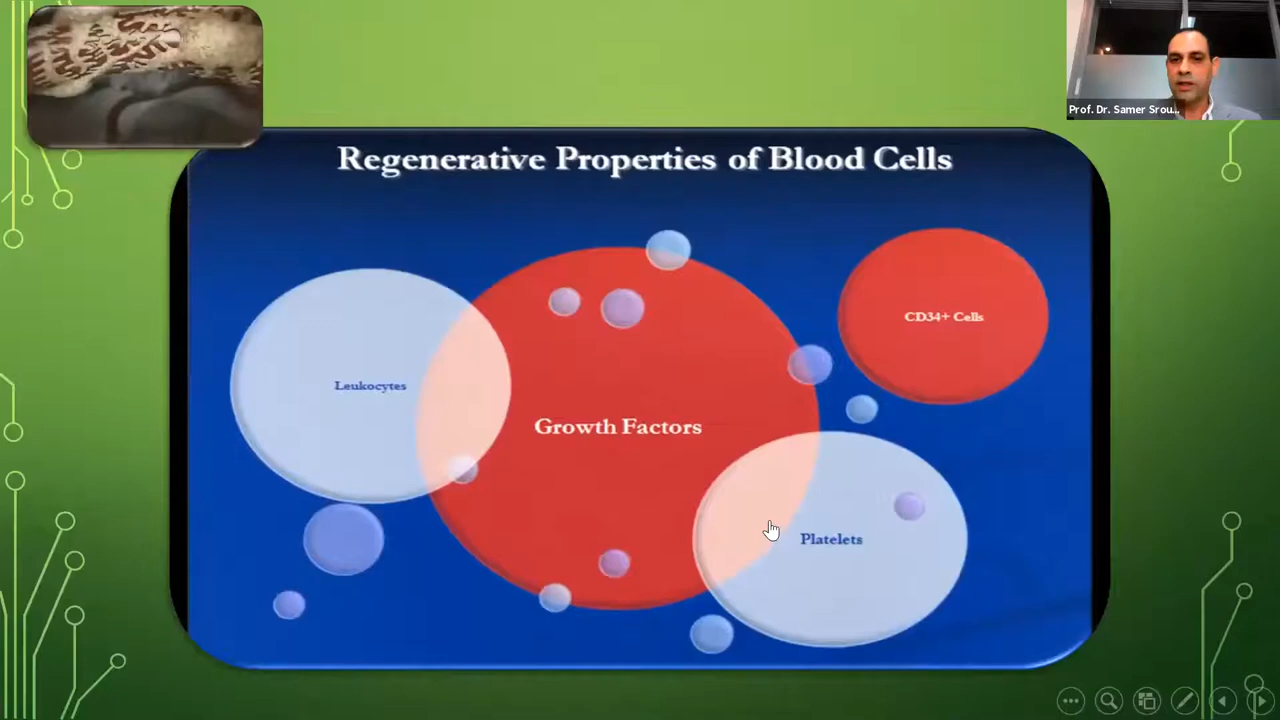 Prof. Dr. Samer Srou...
Regenerative Properties of Blood Cells
CD34+ Cells
Leukocytes
Growth Factors
Platelets